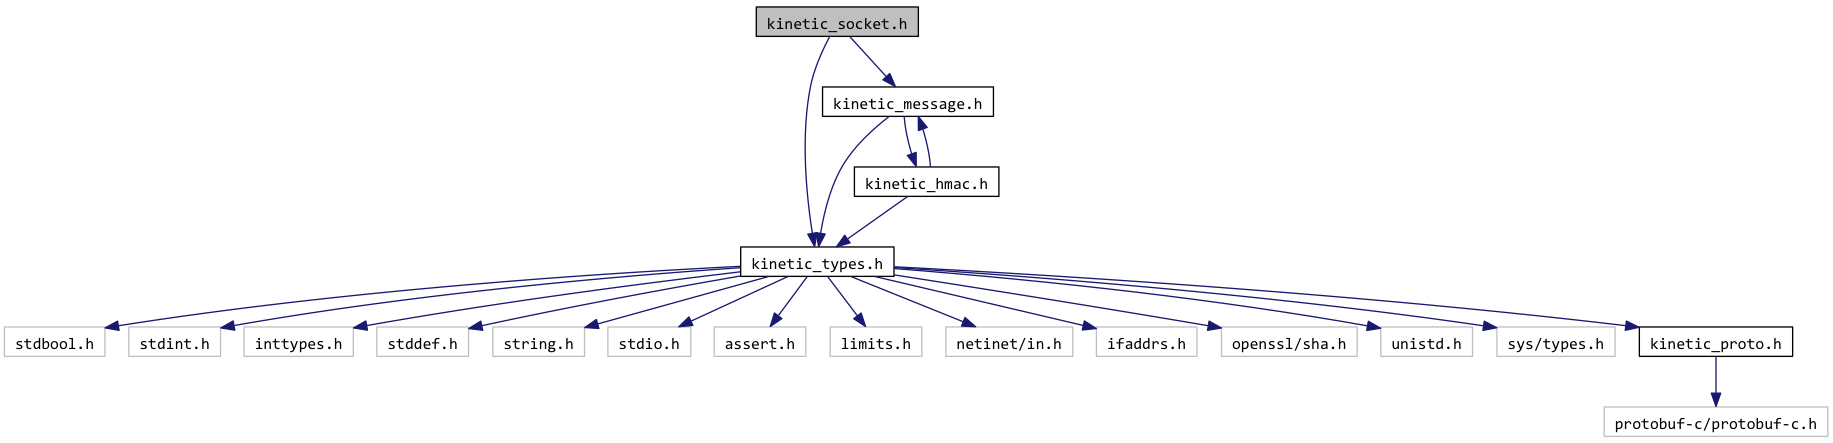 kinetic_socket.h
kinetic_message.h
kinetic_hmac.h
kinetic_types.h
stdbool.h
stdint.h
inttypes.h
stddef.h
string.h
stdio.h
assert.h
limits.h
netinet/in.h
ifaddrs.h
openssl/sha.h
unistd.h
sys/types.h
kinetic_proto.h
protobuf-c/protobuf-c.h